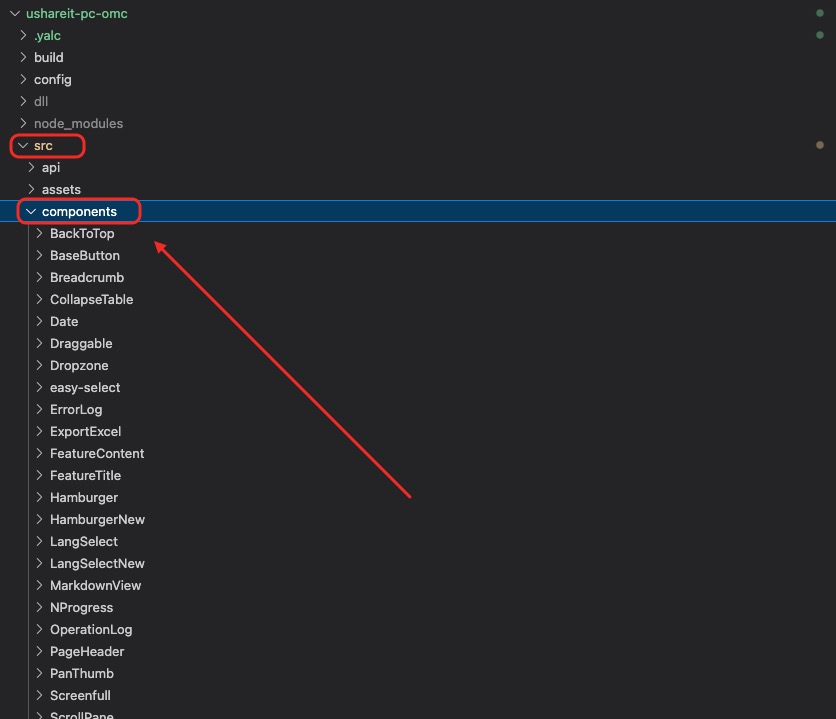 ushareit-pc-omc
.yalc
build
config
dll
node_modules
src
api
assets
components
BackToTop
BaseButton
Breadcrumb
CollapseTable
Date
Draggable
Dropzone
easy-select
ErrorLog
ExportExcel
FeatureContent
FeatureTitle
Hamburger
HamburgerNew
LangSelect
LangSelectNew
MarkdownView
NProgress
OperationLog
PageHeader
PanThumb
Screenfull
ScrollPane